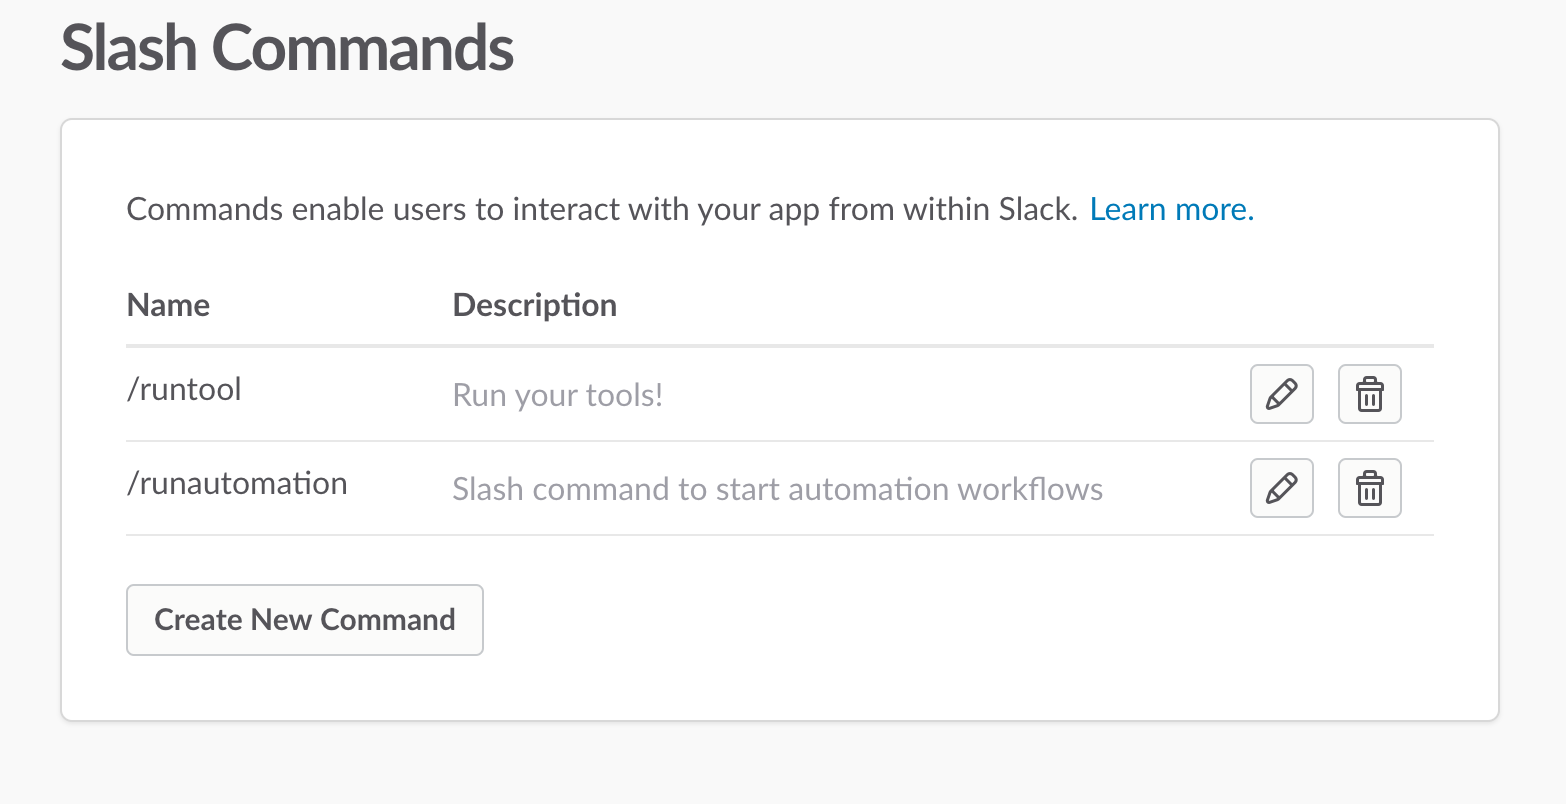 Slash Commands
Commands enable users to interact with your app from within Slack. Learn more.
Name Description
/runtool Run your tools!
/runautomation Slash command to start automation workflows
Create New Command